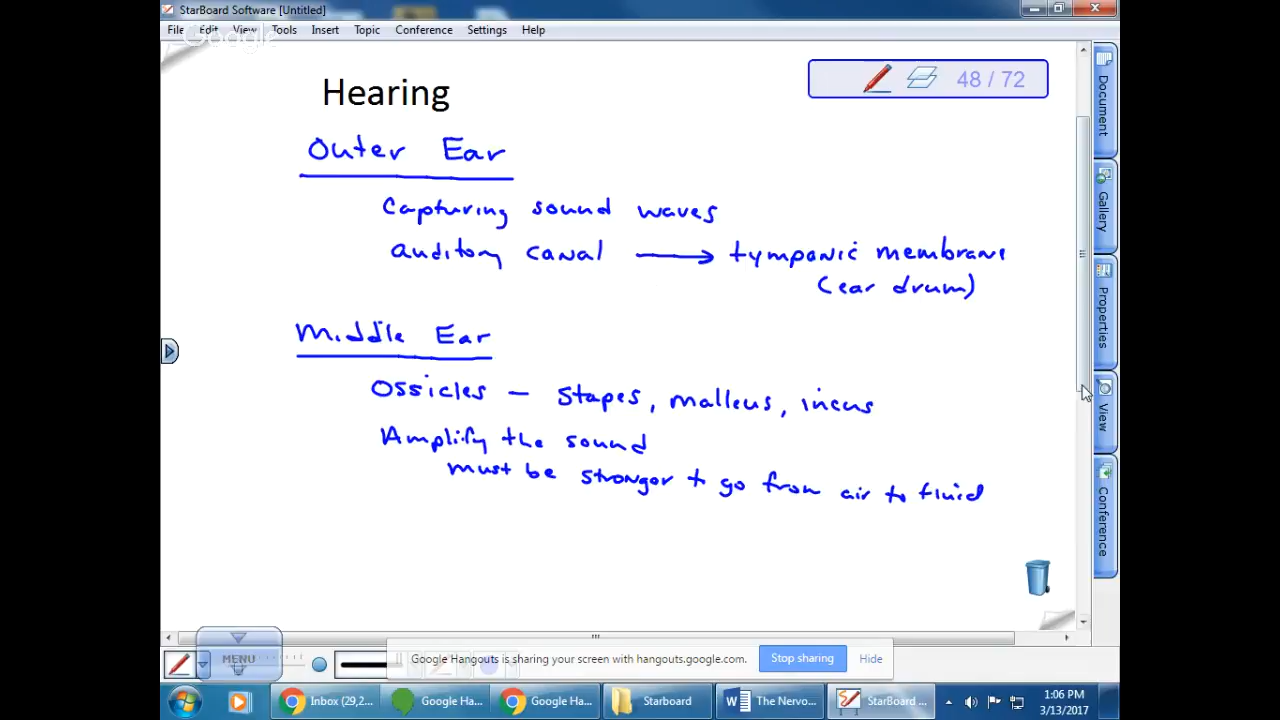 StarBoard Software [Untitled]
File Edit View Tools Insert Topic Conference Settings Help
Google
Hearing
48 / 72
Outer Ear
Capturing sound waves
auditory canal → tympanic membrane
(ear drum)
Middle Ear
Ossicles — stapes, malleus, incus
Amplify the sound
must be stronger to go from air to fluid
Document
Gallery
Properties
View
Conference
MENU
Google Hangouts is sharing your screen with hangouts.google.com.
Stop sharing
Hide
Inbox (29,2...
Google Ha...
Google Ha...
Starboard
The Nervo...
StarBoard ...
1:06 PM
3/13/2017